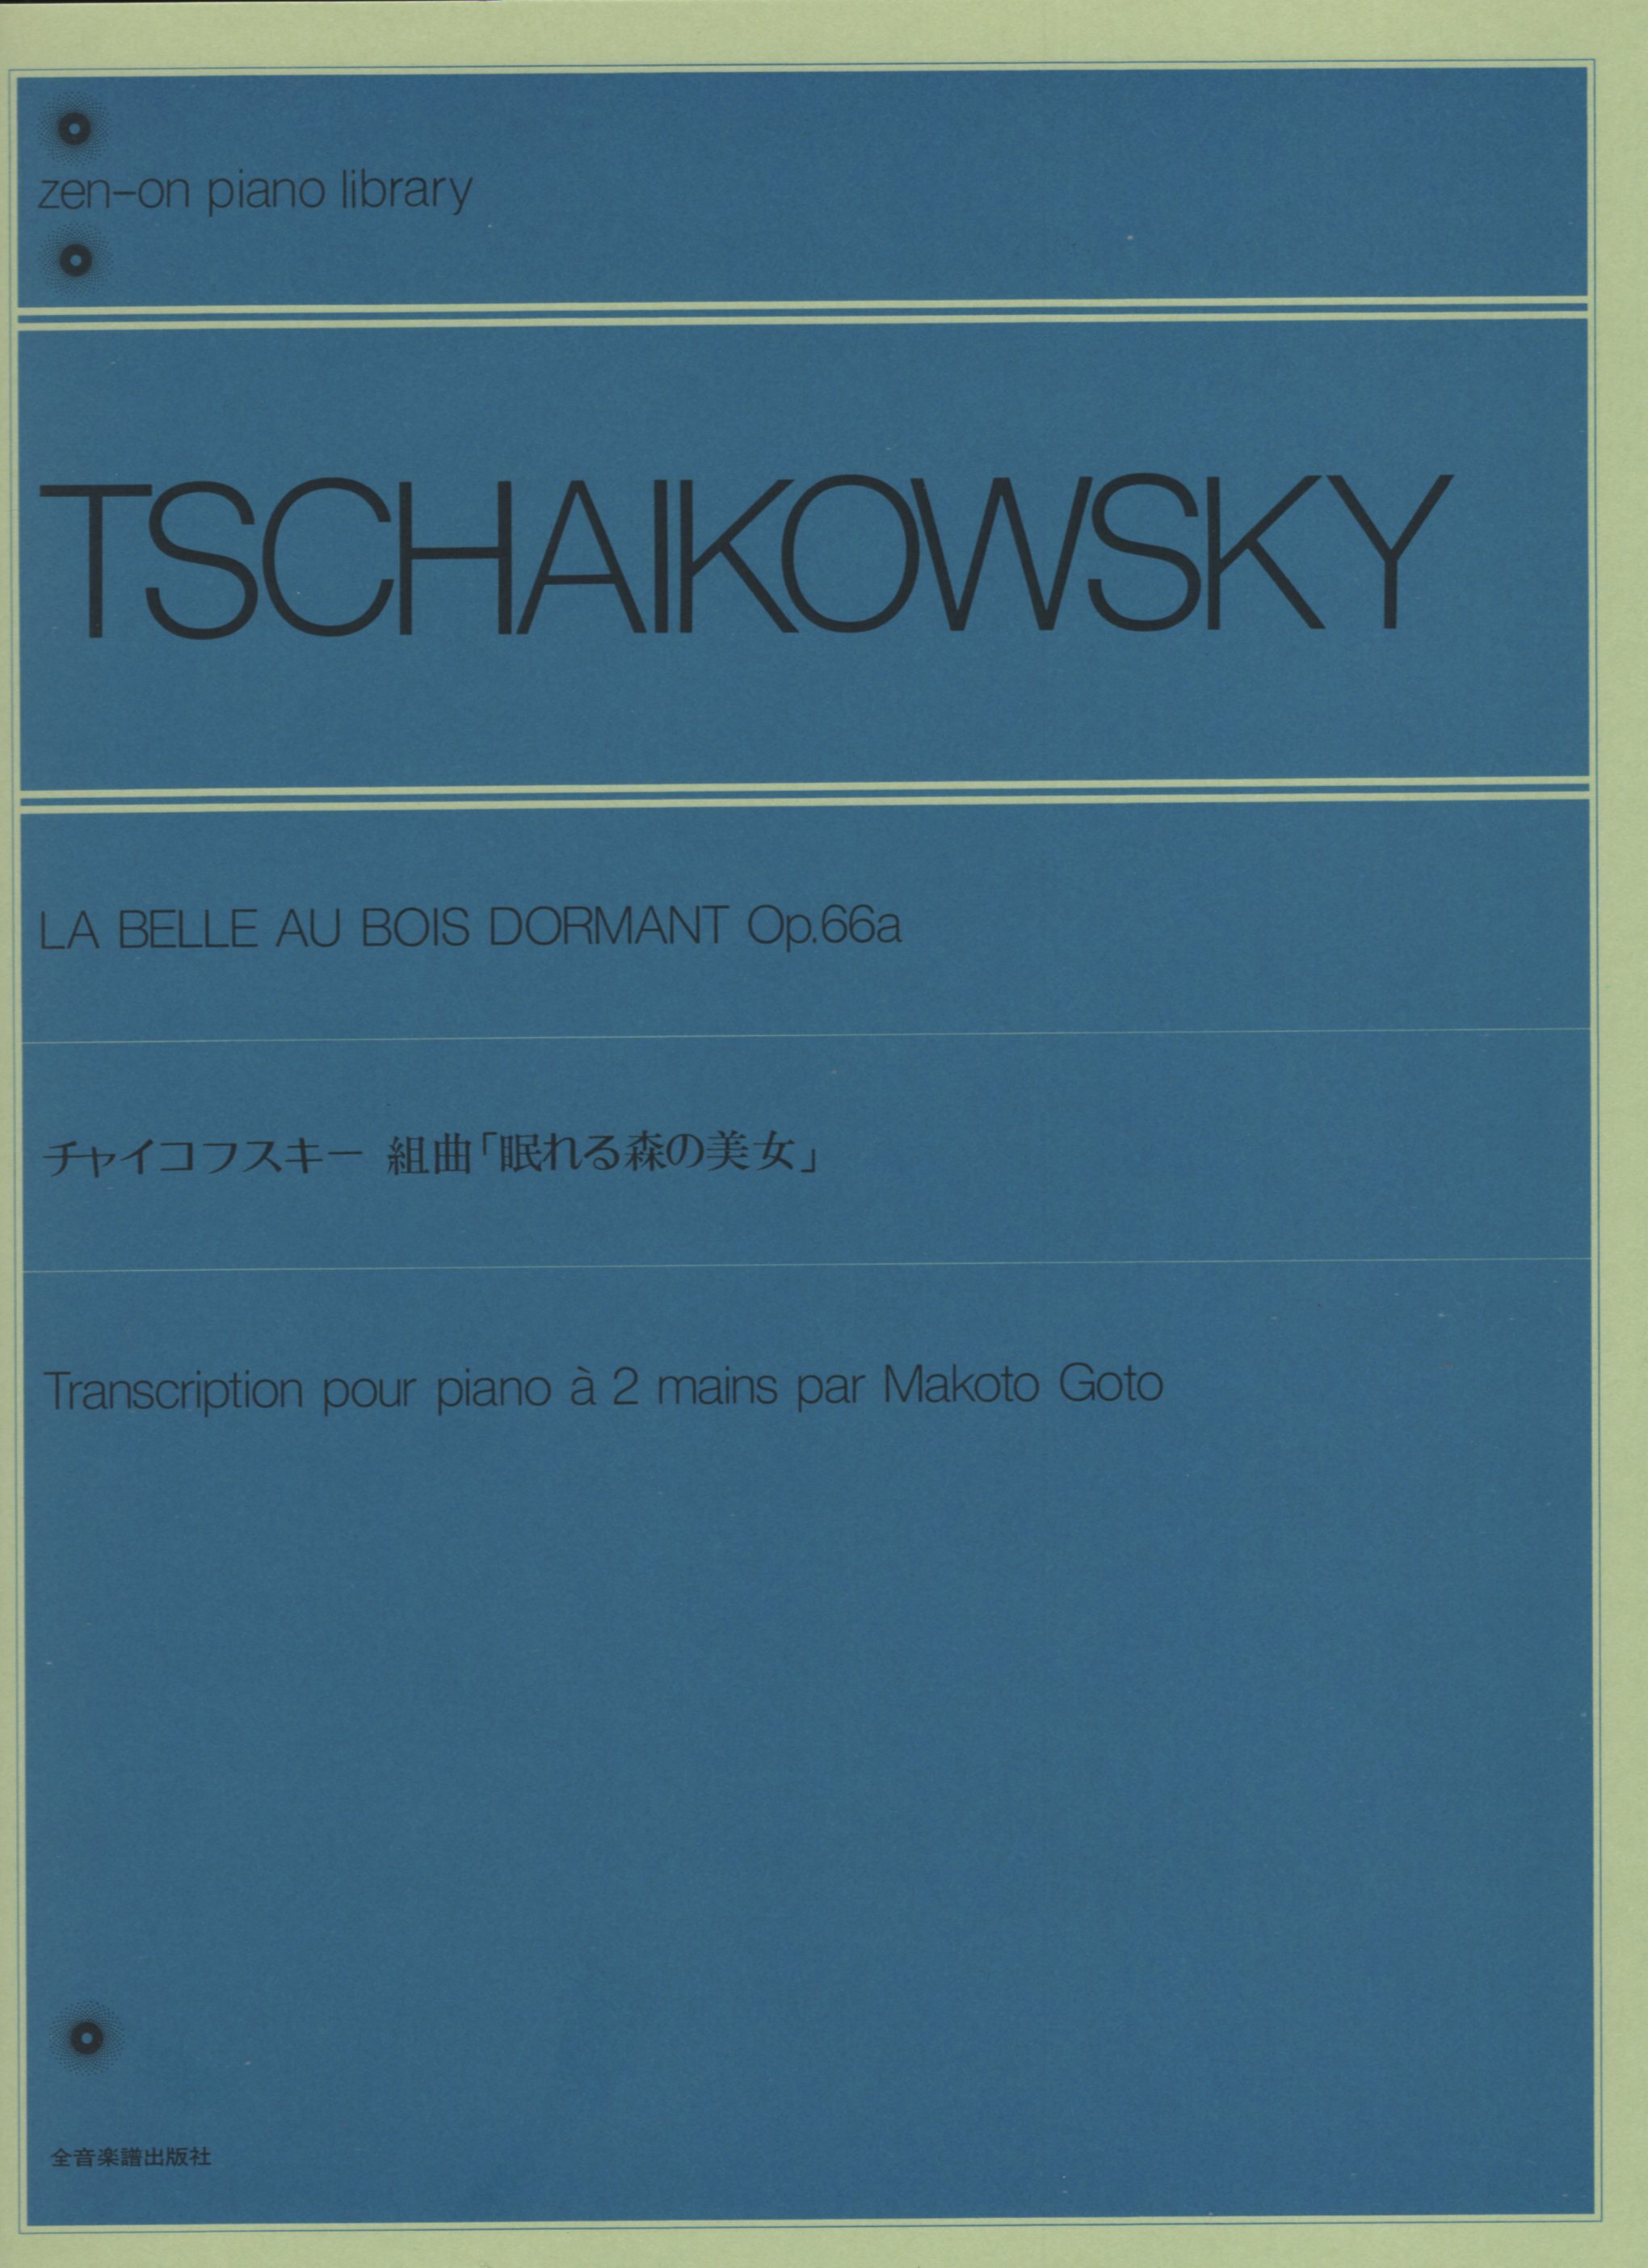 zen-on piano library
TSCHAIKOWSKY
LA BELLE AU BOIS DORMANT Op.66a
チャイコフスキー 組曲「眠れる森の美女」
Transcription pour piano à 2 mains par Makoto Goto
全音楽譜出版社